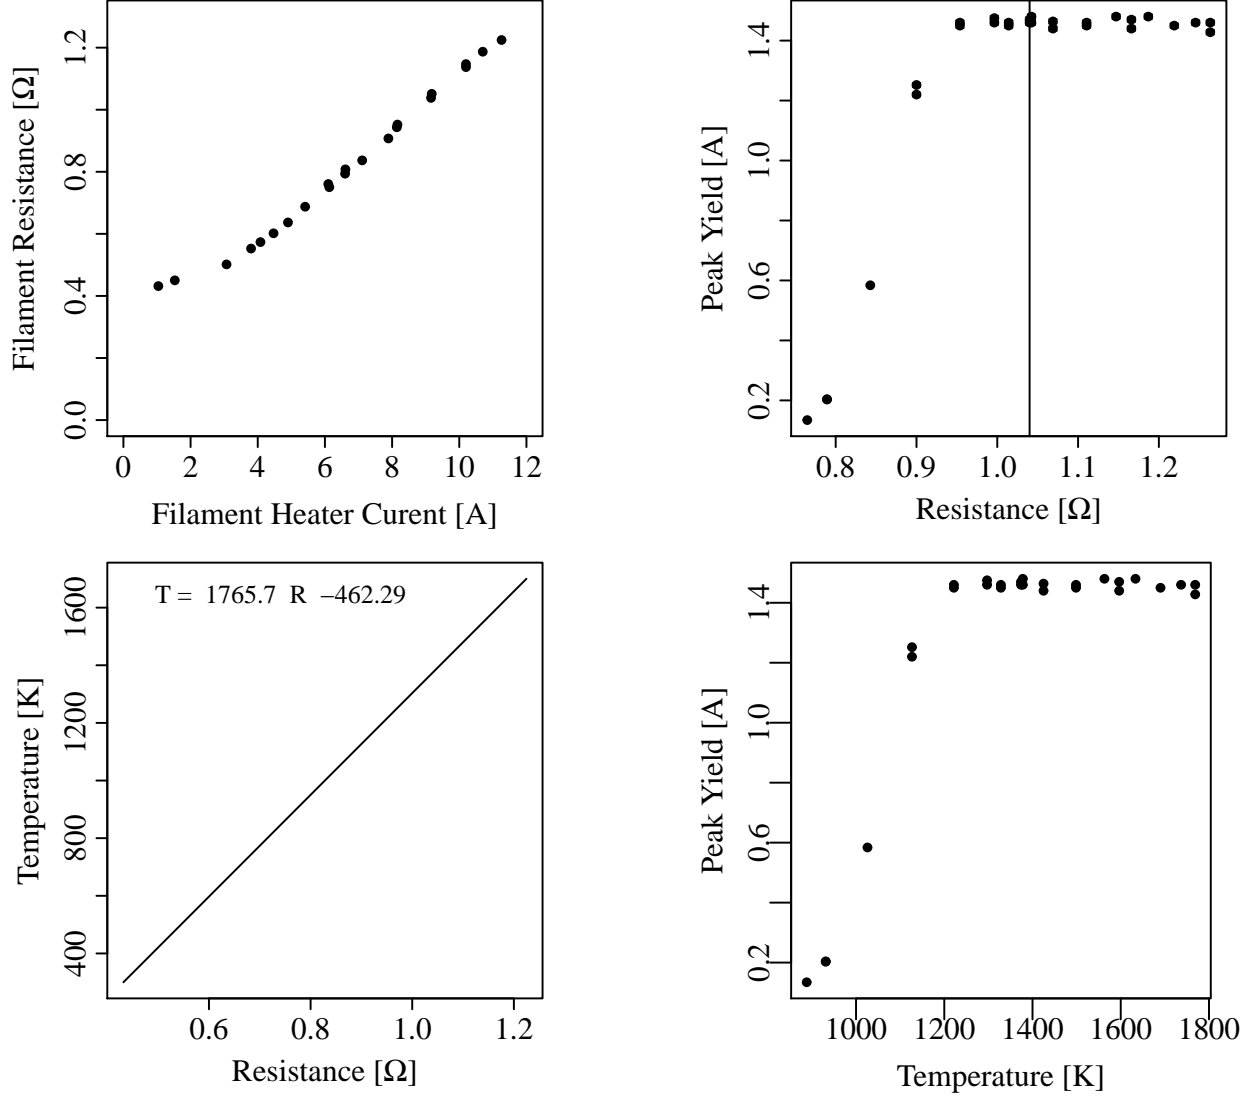 Filament Resistance [Ω]
1.2
0.8
0.4
0.0
0 2 4 6 8 10 12
Filament Heater Curent [A]
Peak Yield [A]
1.4
1.0
0.6
0.2
0.8 0.9 1.0 1.1 1.2
Resistance [Ω]
Temperature [K]
1600
1200
800
400
T = 1765.7 R −462.29
0.6 0.8 1.0 1.2
Resistance [Ω]
Peak Yield [A]
1.4
1.0
0.6
0.2
1000 1200 1400 1600 1800
Temperature [K]